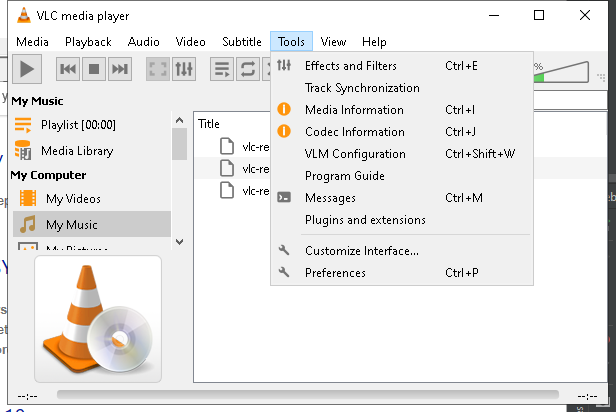 VLC media player
Media Playback Audio Video Subtitle Tools View Help
Effects and Filters Ctrl+E
Track Synchronization
Media Information Ctrl+I
Codec Information Ctrl+J
VLM Configuration Ctrl+Shift+W
Program Guide
Messages Ctrl+M
Plugins and extensions
Customize Interface...
Preferences Ctrl+P
%
My Music
Playlist [00:00]
Media Library
My Computer
My Videos
My Music
My Pictures
Title
vlc-re
vlc-re
vlc-re
--:-- --:--